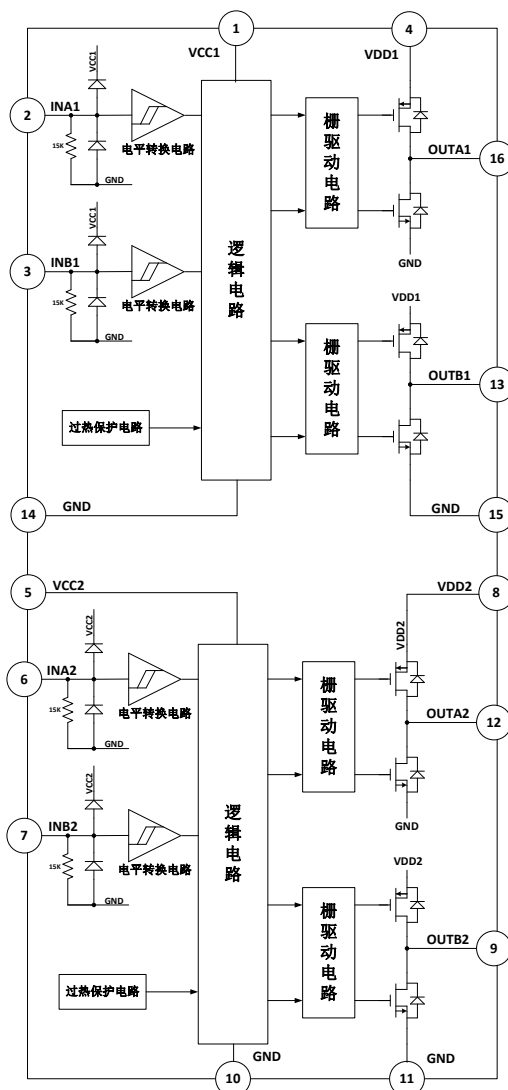 1
4
VCC1
VDD1
VCC1
2
INA1
15K
GND
电平转换电路
栅驱动电路
OUTA1
16
GND
VCC1
3
INB1
15K
GND
电平转换电路
逻辑电路
VDD1
栅驱动电路
OUTB1
13
过热保护电路
14
GND
GND
15
5
VCC2
VDD2
8
VCC2
VDD2
6
INA2
15K
GND
电平转换电路
栅驱动电路
OUTA2
12
GND
VCC2
7
INB2
15K
GND
电平转换电路
逻辑电路
VDD2
栅驱动电路
OUTB2
9
过热保护电路
GND
10
GND
11